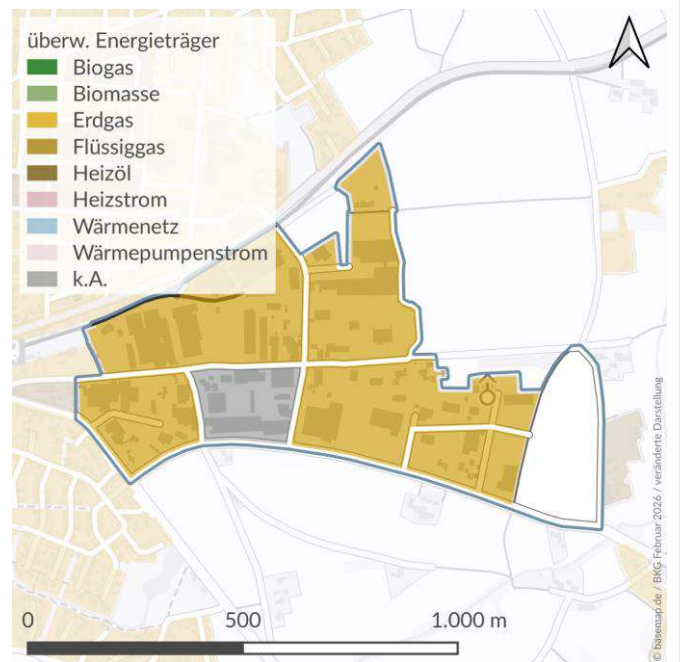 überw. Energieträger
Biogas
Biomasse
Erdgas
Flüssiggas
Heizöl
Heizstrom
Wärmenetz
Wärmepumpenstrom
k.A.
0 500 1.000 m
© basemap.de / BKG Februar 2026 / veränderte Darstellung